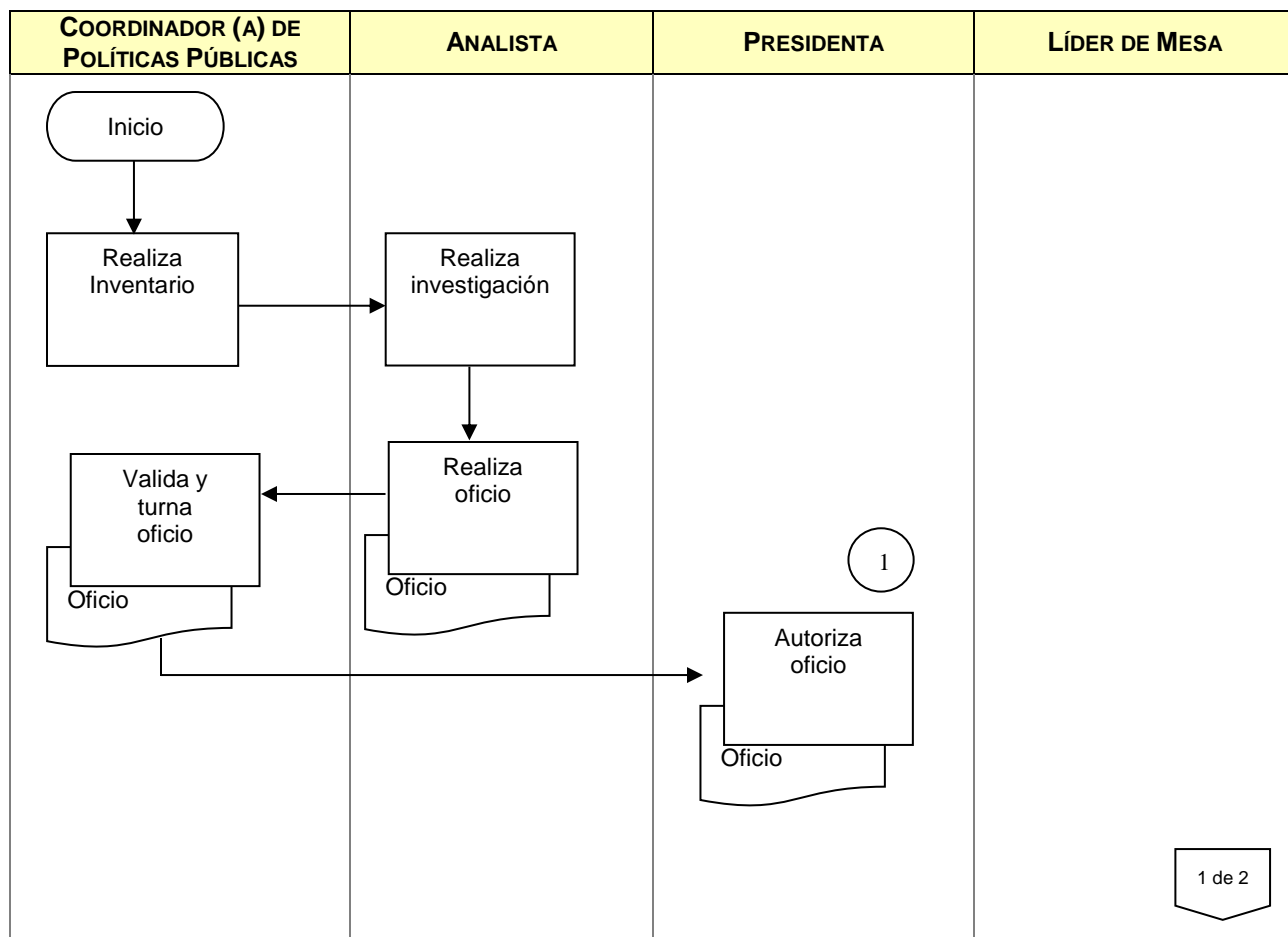 COORDINADOR (A) DE
POLÍTICAS PÚBLICAS
ANALISTA
PRESIDENTA
LÍDER DE MESA
Inicio
Realiza
Inventario
Realiza
investigación
Realiza
oficio
Oficio
Valida y
turna
oficio
Oficio
1
Autoriza
oficio
Oficio
1 de 2